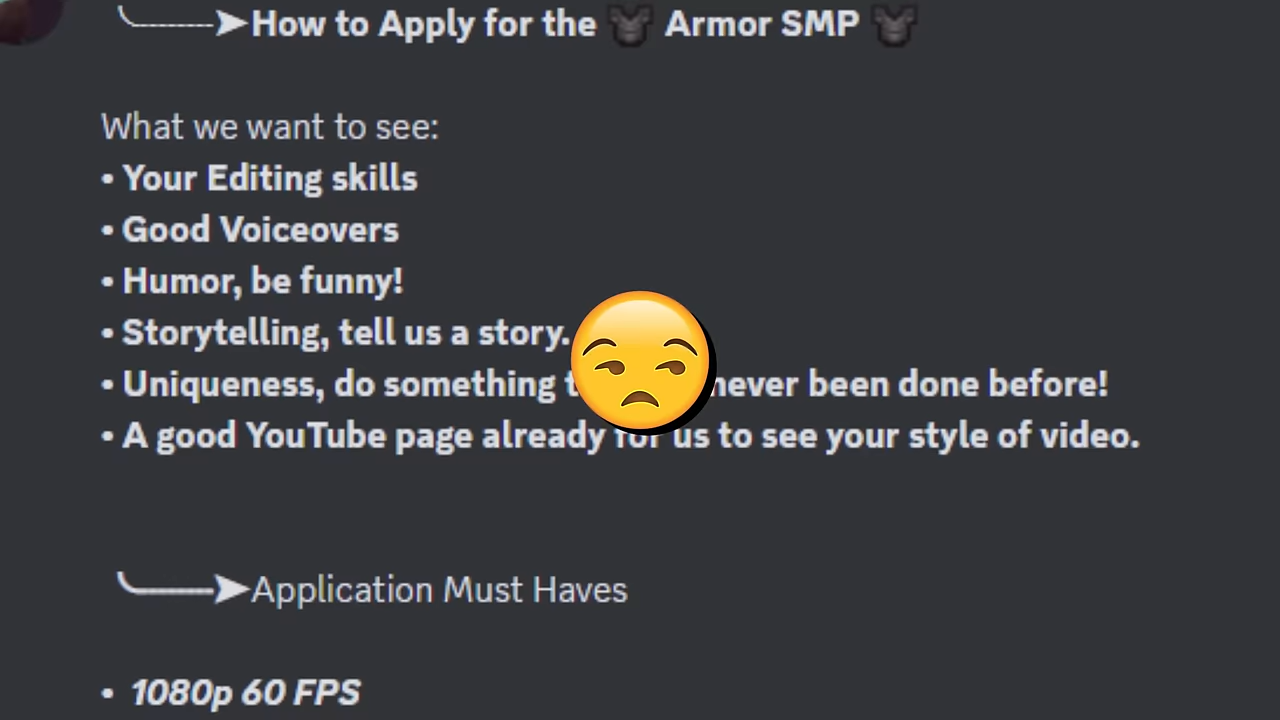 How to Apply for the Armor SMP
What we want to see:
• Your Editing skills
• Good Voiceovers
• Humor, be funny!
• Storytelling, tell us a story.
• Uniqueness, do something never been done before!
• A good YouTube page already for us to see your style of video.
Application Must Haves
• 1080p 60 FPS